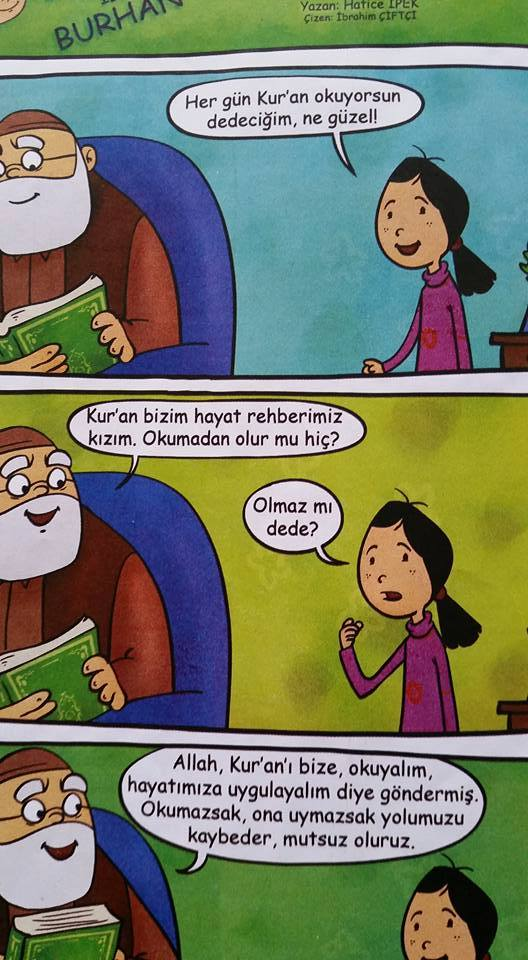 BURHAN
Yazan: Hatice İPEK
Çizen: İbrahim ÇİFTÇİ
Her gün Kur'an okuyorsun
dedeciğim, ne güzel!
Kur'an bizim hayat rehberimiz
kızım. Okumadan olur mu hiç?
Olmaz mı
dede?
Allah, Kur'an'ı bize, okuyalım,
hayatımıza uygulayalım diye göndermiş.
Okumazsak, ona uymazsak yolumuzu
kaybeder, mutsuz oluruz.